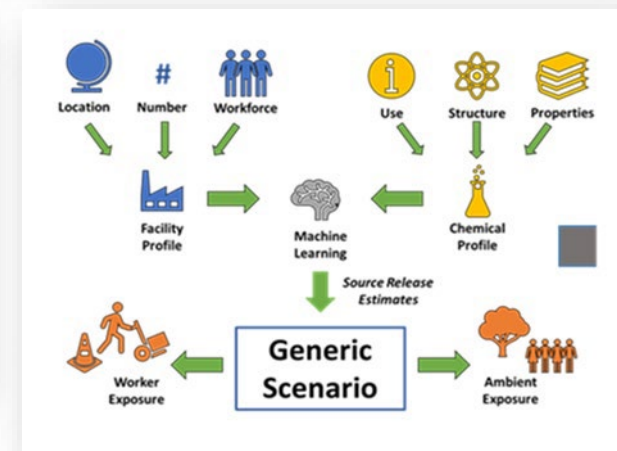 #
Location
Number
Workforce
Use
Structure
Properties
Facility
Profile
Machine
Learning
Chemical
Profile
Source Release
Estimates
Generic
Scenario
Worker
Exposure
Ambient
Exposure